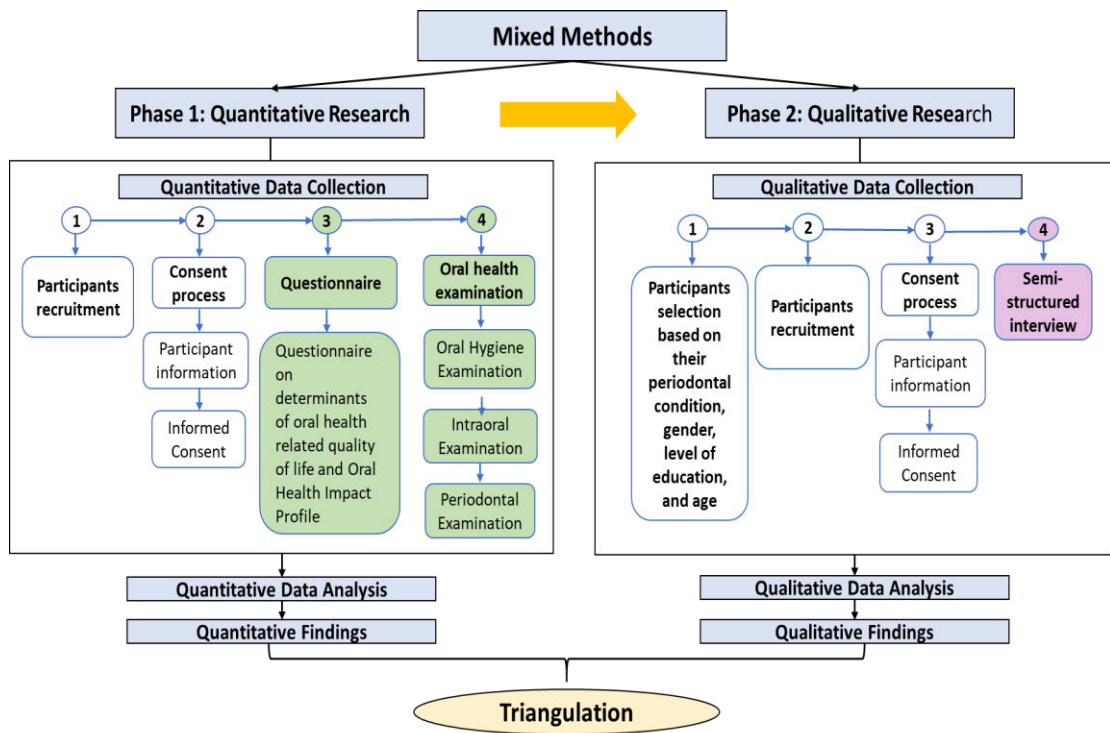 Mixed Methods
Phase 1: Quantitative Research
Phase 2: Qualitative Research
Quantitative Data Collection
1
2
3
4
Participants
recruitment
Consent
process
Participant
information
Informed
Consent
Questionnaire
Questionnaire
on
determinants
of oral health
related quality
of life and Oral
Health Impact
Profile
Oral health
examination
Oral Hygiene
Examination
Intraoral
Examination
Periodontal
Examination
Quantitative Data Analysis
Quantitative Findings
Qualitative Data Collection
1
2
3
4
Participants
selection
based on
their
periodontal
condition,
gender,
level of
education,
and age
Participants
recruitment
Consent
process
Participant
information
Informed
Consent
Semi-
structured
interview
Qualitative Data Analysis
Qualitative Findings
Triangulation